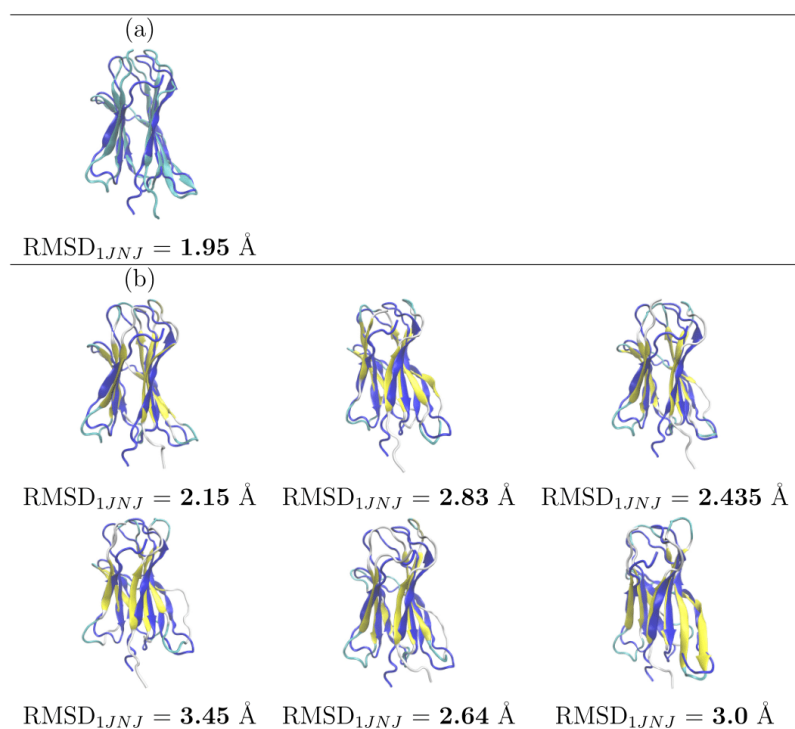 (a)
RMSD1JNJ = 1.95 Å
(b)
RMSD1JNJ = 2.15 Å RMSD1JNJ = 2.83 Å RMSD1JNJ = 2.435 Å
RMSD1JNJ = 3.45 Å RMSD1JNJ = 2.64 Å RMSD1JNJ = 3.0 Å